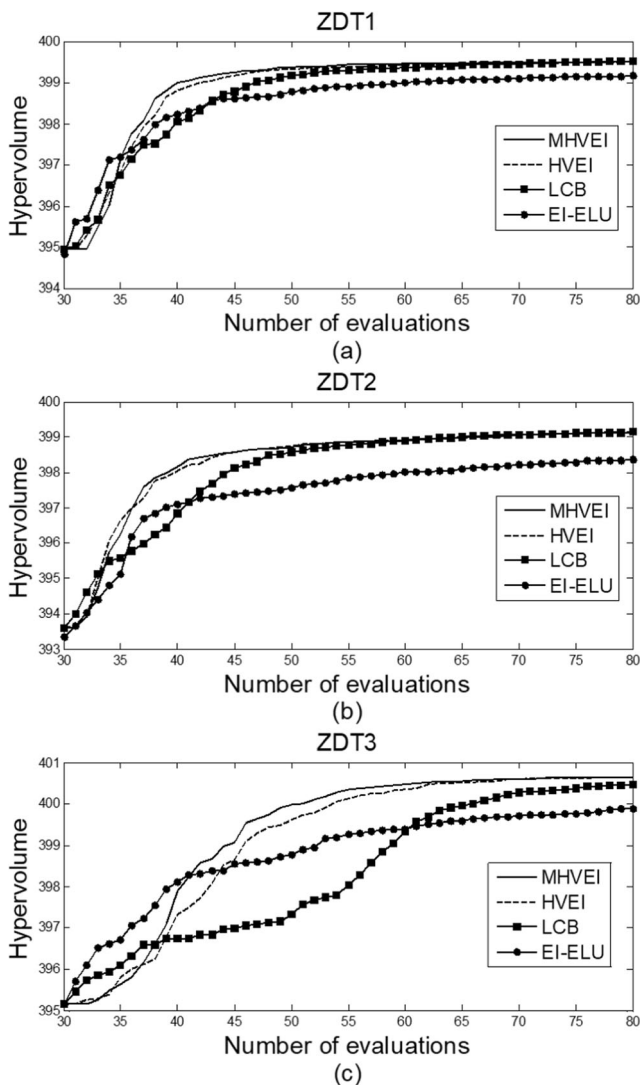 ZDT1
400
399
398
397
396
395
394
Hypervolume
MHVEI
HVEI
LCB
EI-ELU
30 35 40 45 50 55 60 65 70 75 80
Number of evaluations
(a)
ZDT2
400
399
398
397
396
395
394
393
Hypervolume
MHVEI
HVEI
LCB
EI-ELU
30 35 40 45 50 55 60 65 70 75 80
Number of evaluations
(b)
ZDT3
401
400
399
398
397
396
395
Hypervolume
MHVEI
HVEI
LCB
EI-ELU
30 35 40 45 50 55 60 65 70 75 80
Number of evaluations
(c)